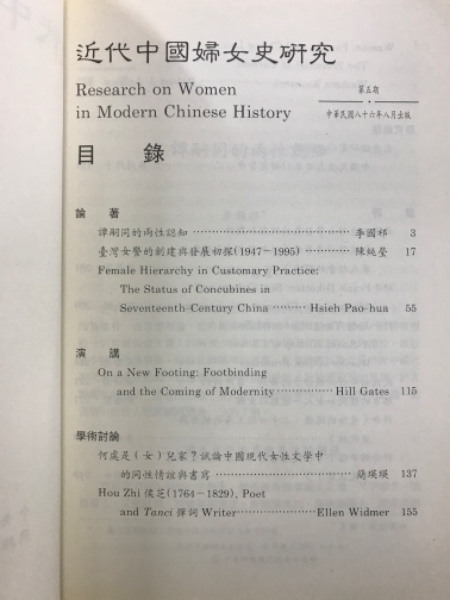 近代中國婦女史研究
Research on Women
in Modern Chinese History
第五期
中華民國八十六年八月出版
目 錄
論 著
譚嗣同的兩性認知 ⋯⋯⋯⋯⋯⋯ 李國祁 3
臺灣女警的創建與發展初探(1947-1995) ⋯⋯⋯⋯ 陳純瑩 17
Female Hierarchy in Customary Practice:
The Status of Concubines in
Seventeenth-Century China ⋯⋯⋯ Hsieh Pao-hua 55
演 講
On a New Footing: Footbinding
and the Coming of Modernity ⋯⋯⋯⋯ Hill Gates 115
學術討論
何處是(女)兒家?試論中國現代女性文學中
的同性情誼與書寫 ⋯⋯⋯⋯⋯⋯ 簡瑛瑛 137
Hou Zhi 侯芝(1764-1829), Poet
and Tanci 彈詞 Writer ⋯⋯⋯⋯⋯⋯ Ellen Widmer 155